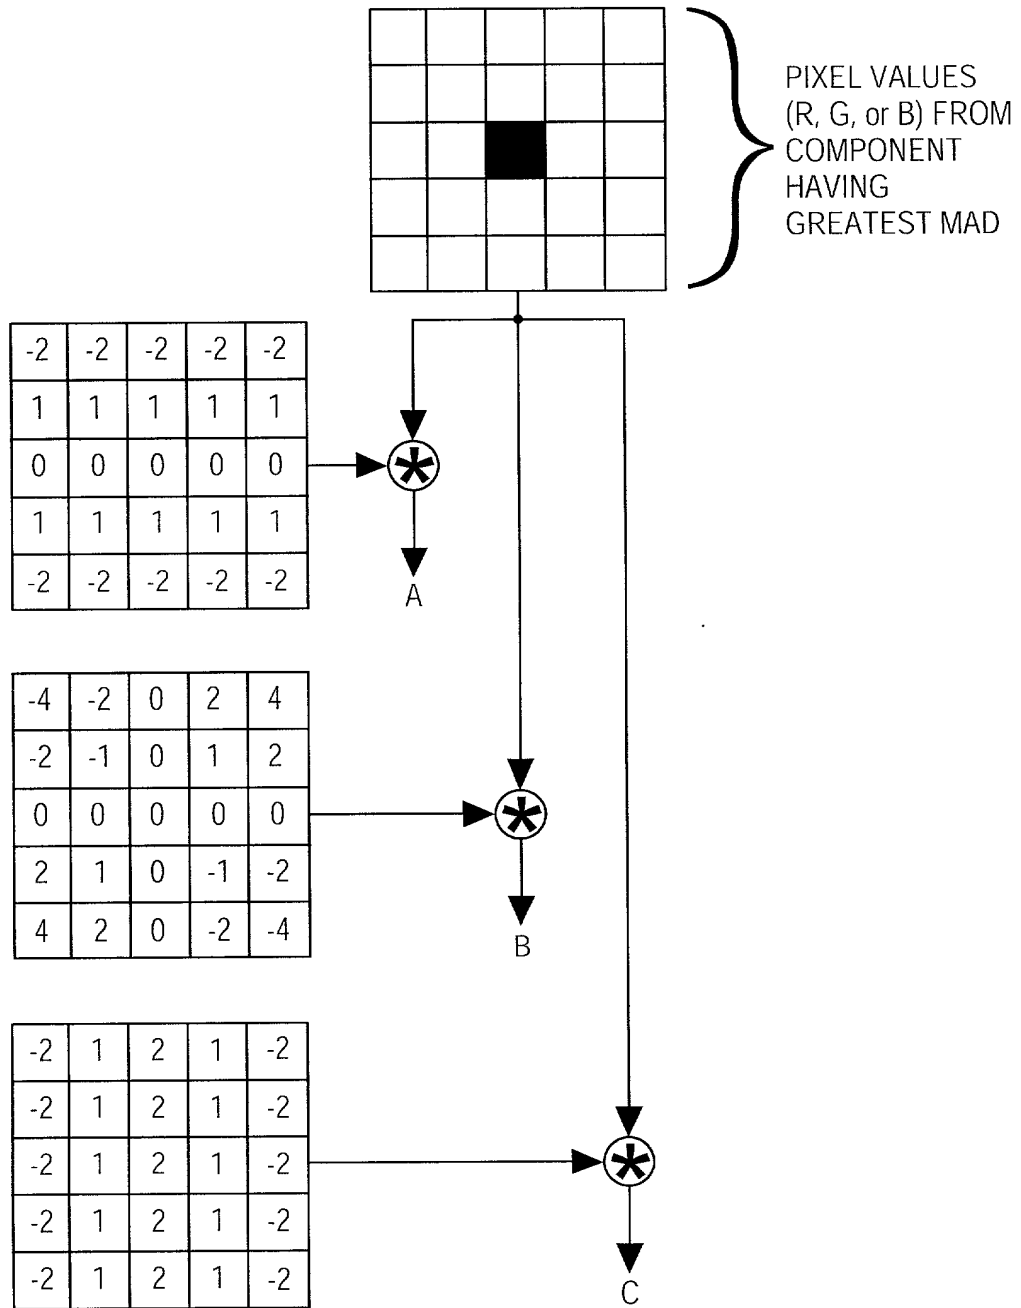 PIXEL VALUES
(R, G, or B) FROM
COMPONENT
HAVING
GREATEST MAD
-2 -2 -2 -2 -2
1 1 1 1 1
0 0 0 0 0
1 1 1 1 1
-2 -2 -2 -2 -2
*
A
-4 -2 0 2 4
-2 -1 0 1 2
0 0 0 0 0
2 1 0 -1 -2
4 2 0 -2 -4
*
B
-2 1 2 1 -2
-2 1 2 1 -2
-2 1 2 1 -2
-2 1 2 1 -2
-2 1 2 1 -2
*
C